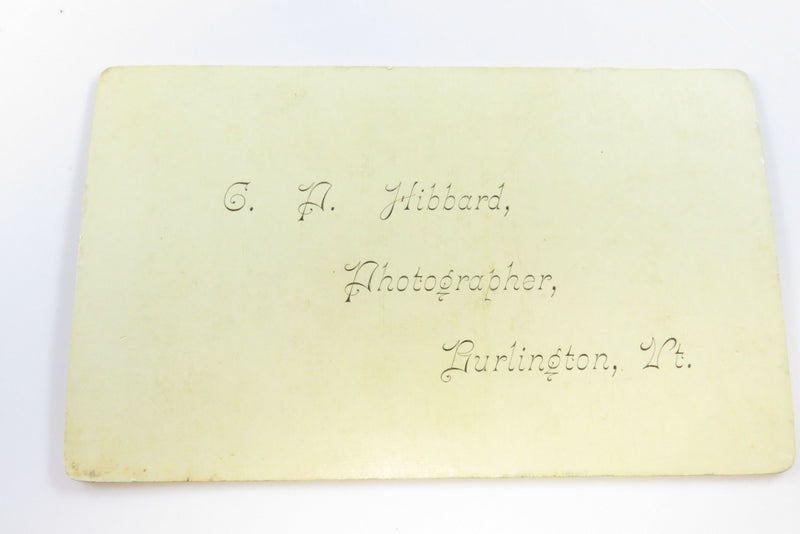 C. P. Hibbard,
Photographer,
Burlington, Vt.